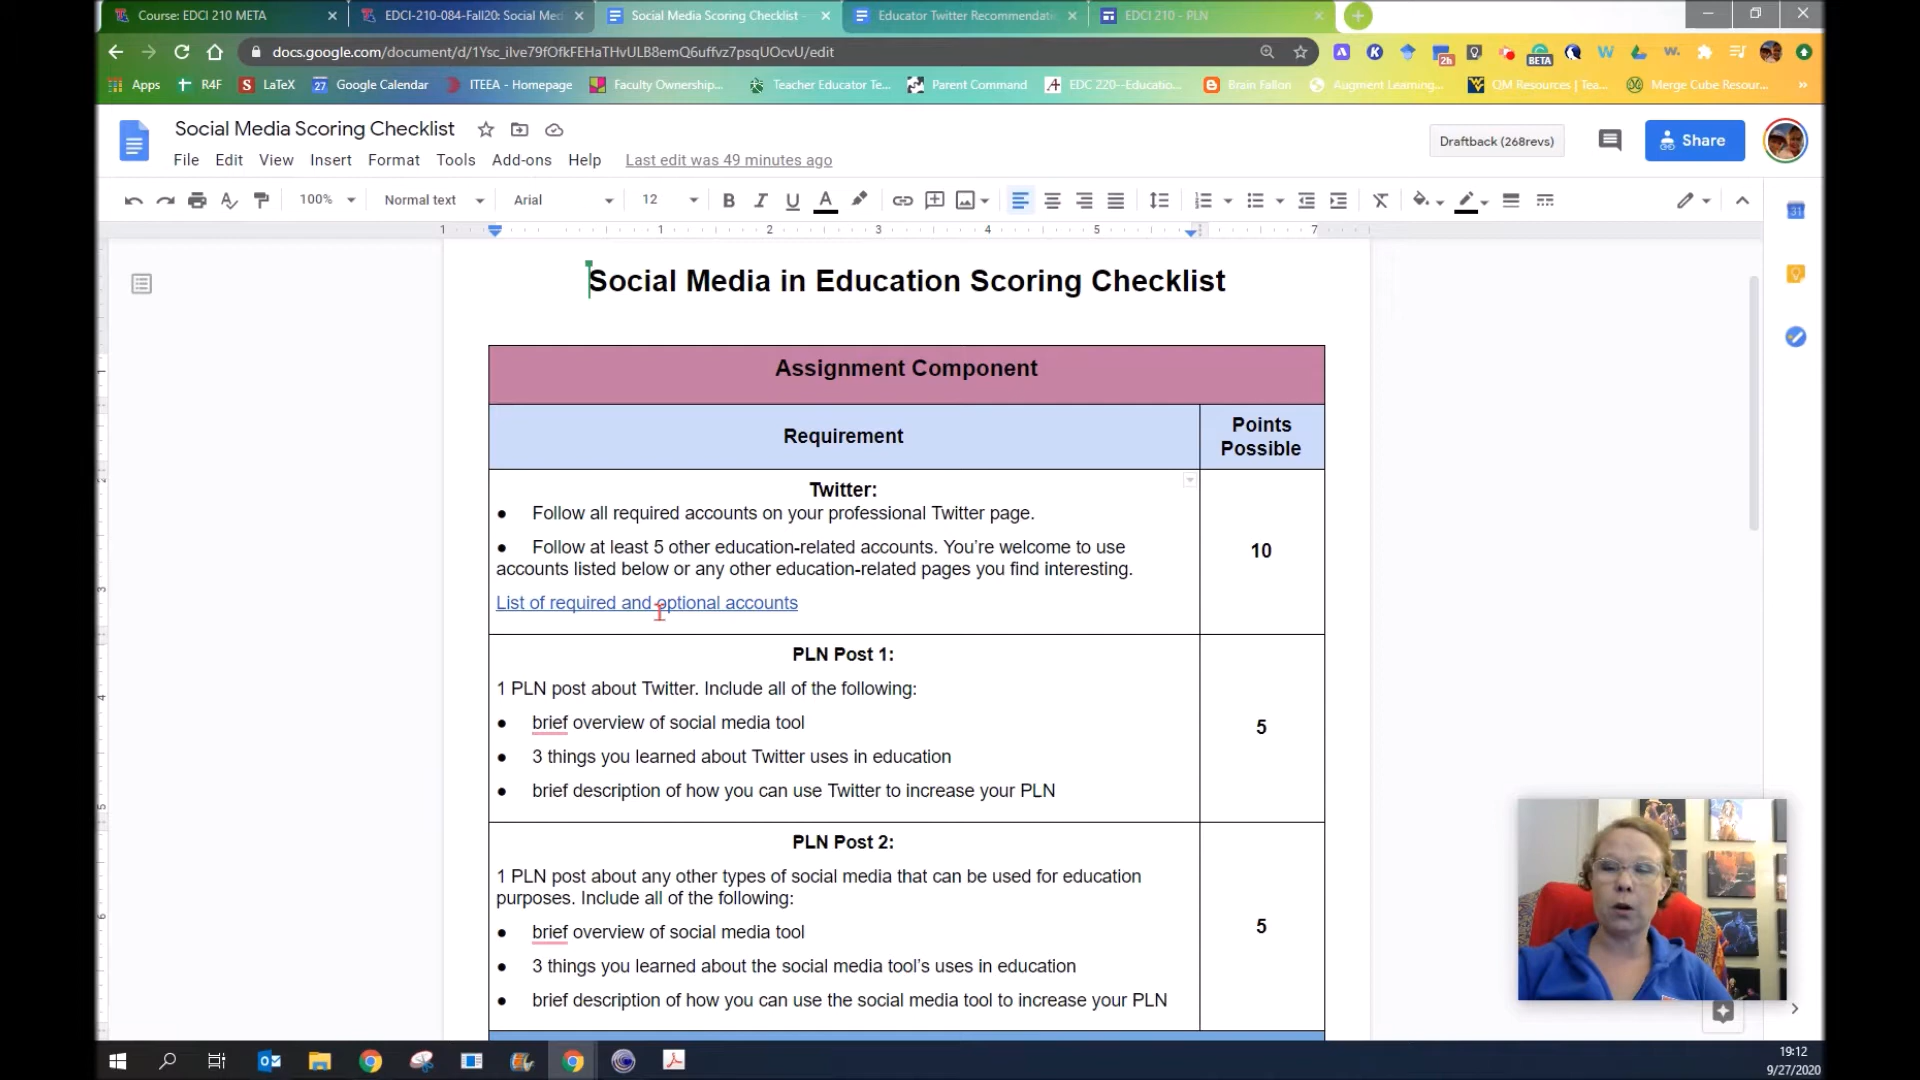 Course: EDCI 210 META
EDCI-210-084-Fall20: Social Med
Social Media Scoring Checklist -
Educator Twitter Recommendati
EDCI 210 - PLN
docs.google.com/document/d/1Ysc_ilve79fOfkFEHaTHvULB8emQ6uffvz7psqUOcvU/edit
2h
BETA
Apps
R4F
LaTeX
Google Calendar
ITEEA - Homepage
Faculty Ownership...
Teacher Educator Te...
Parent Command
EDC 220--Educatio...
Brain Fallon
Augment Learning...
QM Resources | Tea...
Merge Cube Resour...
Social Media Scoring Checklist
File Edit View Insert Format Tools Add-ons Help Last edit was 49 minutes ago
Draftback (268revs)
Share
100% Normal text Arial 12
1 1 2 3 4 5 7
Social Media in Education Scoring Checklist
Assignment Component
Requirement
Points
Possible
Twitter:
● Follow all required accounts on your professional Twitter page.
● Follow at least 5 other education-related accounts. You’re welcome to use
accounts listed below or any other education-related pages you find interesting.
List of required and optional accounts
10
PLN Post 1:
1 PLN post about Twitter. Include all of the following:
● brief overview of social media tool
● 3 things you learned about Twitter uses in education
● brief description of how you can use Twitter to increase your PLN
5
PLN Post 2:
1 PLN post about any other types of social media that can be used for education
purposes. Include all of the following:
● brief overview of social media tool
● 3 things you learned about the social media tool’s uses in education
● brief description of how you can use the social media tool to increase your PLN
5
19:12
9/27/2020